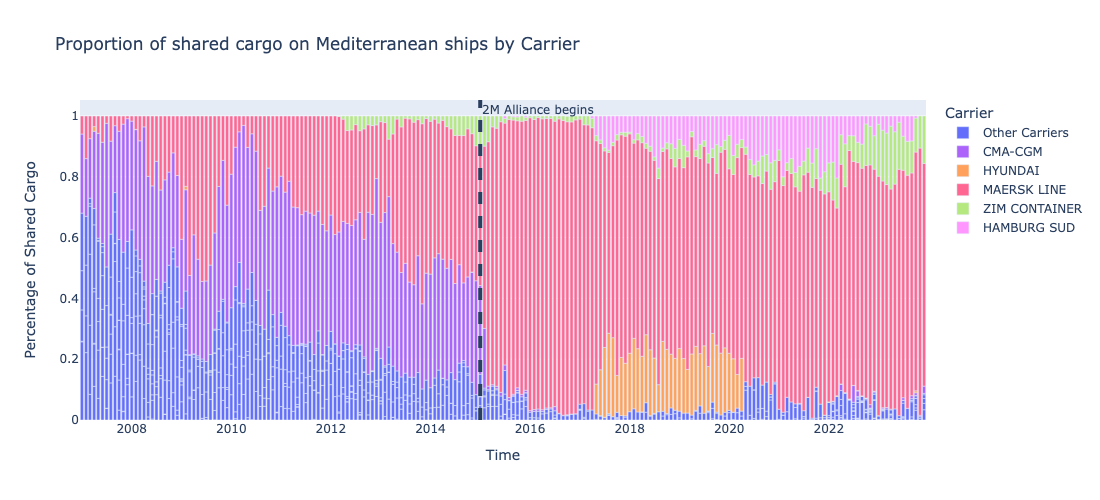 Proportion of shared cargo on Mediterranean ships by Carrier
2M Alliance begins
Carrier
Other Carriers
CMA-CGM
HYUNDAI
MAERSK LINE
ZIM CONTAINER
HAMBURG SUD
Percentage of Shared Cargo
1
0.8
0.6
0.4
0.2
0
2008
2010
2012
2014
2016
2018
2020
2022
Time